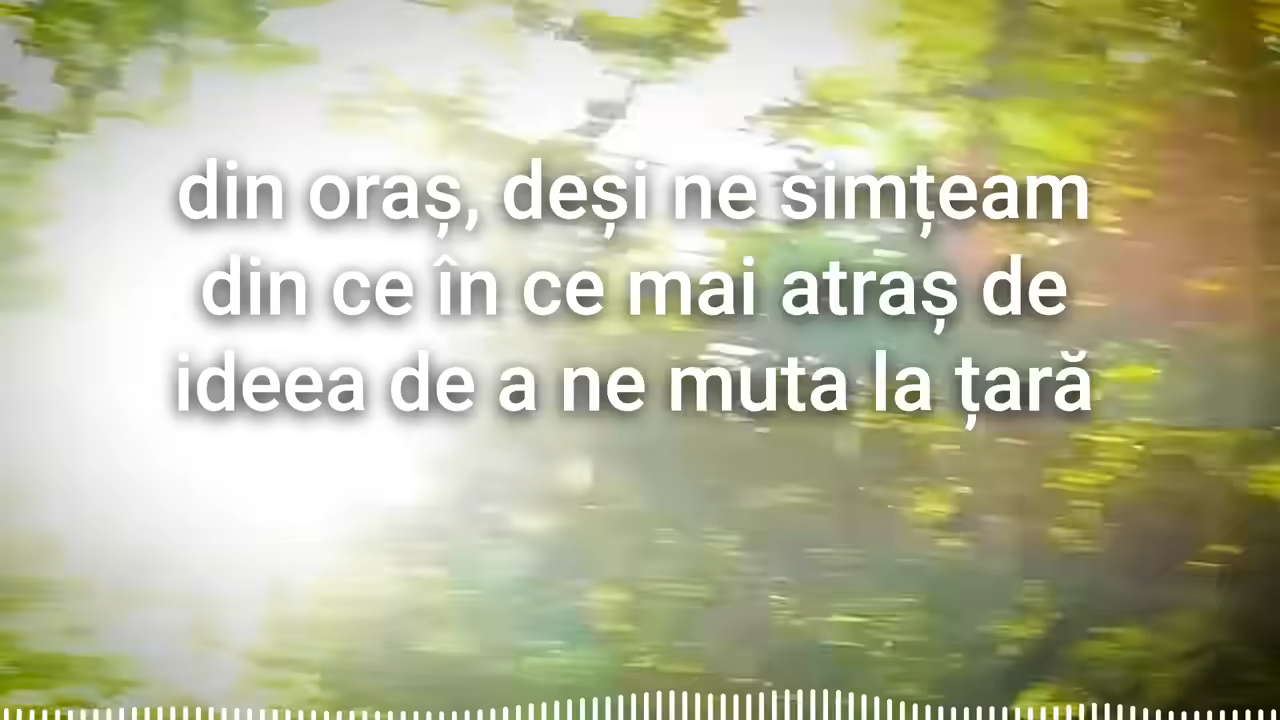 din oraș, deși ne simțeam
din ce în ce mai atraș de
ideea de a ne muta la țară